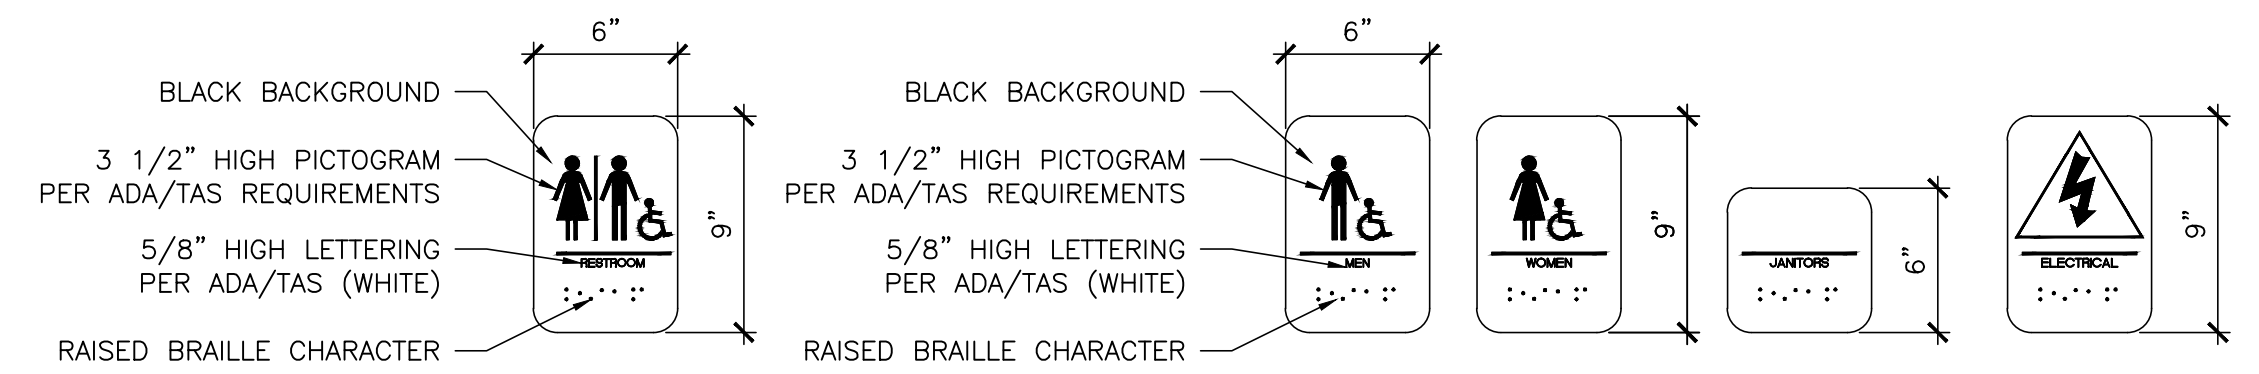 6”
BLACK BACKGROUND
3 1/2” HIGH PICTOGRAM
PER ADA/TAS REQUIREMENTS
5/8” HIGH LETTERING
PER ADA/TAS (WHITE)
RAISED BRAILLE CHARACTER
RESTROOM
9”
6”
BLACK BACKGROUND
3 1/2” HIGH PICTOGRAM
PER ADA/TAS REQUIREMENTS
5/8” HIGH LETTERING
PER ADA/TAS (WHITE)
RAISED BRAILLE CHARACTER
MEN
WOMEN
9”
JANITORS
6”
ELECTRICAL
9”